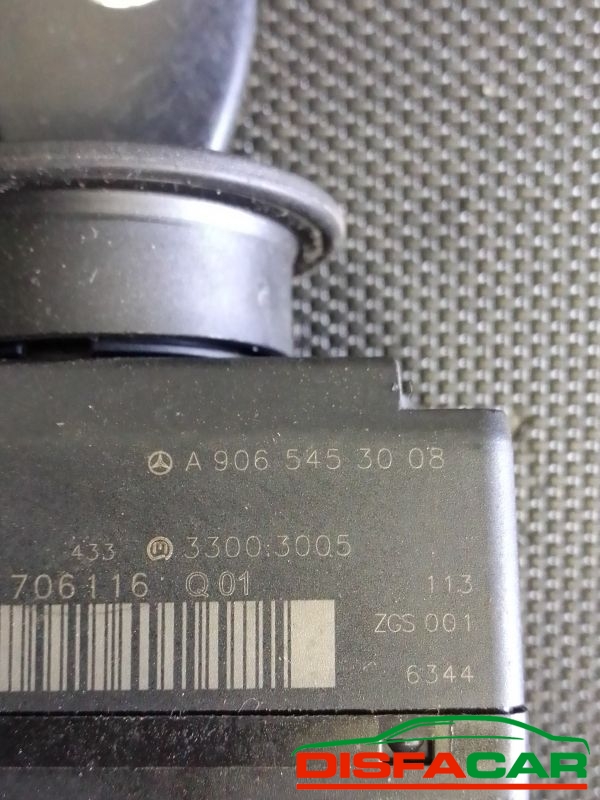 A 906 545 30 08
433 3300.3005
706116 Q01
113
ZGS 001
6344
DISFACAR